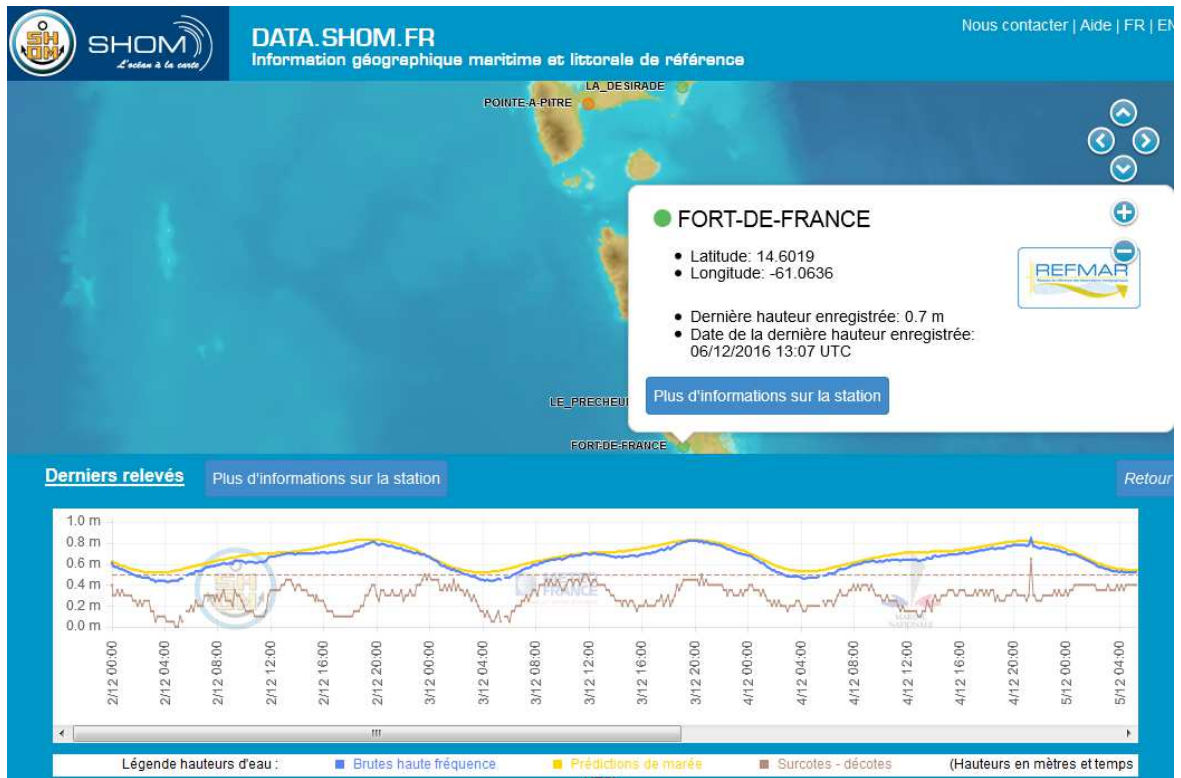 SHOM
L'océan à la carte
DATA.SHOM.FR
Information géographique maritime et littorale de référence
Nous contacter | Aide | FR | EN
LA_DESIRADE
POINTE-A-PITRE
FORT-DE-FRANCE
Latitude: 14.6019
Longitude: -61.0636
REFMAR
Dernière hauteur enregistrée: 0.7 m
Date de la dernière hauteur enregistrée:
06/12/2016 13:07 UTC
Plus d'informations sur la station
LE_PRECHEU
FORT-DE-FRANCE
Derniers relevés
Plus d'informations sur la station
Retour
1.0 m
0.8 m
0.6 m
0.4 m
0.2 m
0.0 m
2/12 00:00
2/12 04:00
2/12 08:00
2/12 12:00
2/12 16:00
2/12 20:00
3/12 00:00
3/12 04:00
3/12 08:00
3/12 12:00
3/12 16:00
3/12 20:00
4/12 00:00
4/12 04:00
4/12 08:00
4/12 12:00
4/12 16:00
4/12 20:00
5/12 00:00
5/12 04:00
Légende hauteurs d'eau :
Brutes haute fréquence
Prédictions de marée
Surcotes - décotes
(Hauteurs en mètres et temps